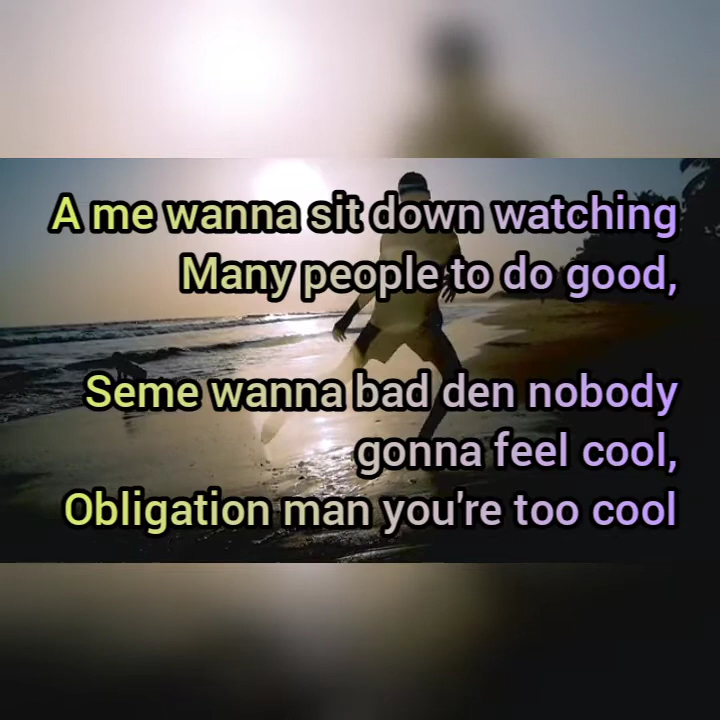 A me wanna sit down watching
Many people to do good,
Seme wanna bad den nobody
gonna feel cool,
Obligation man you're too cool